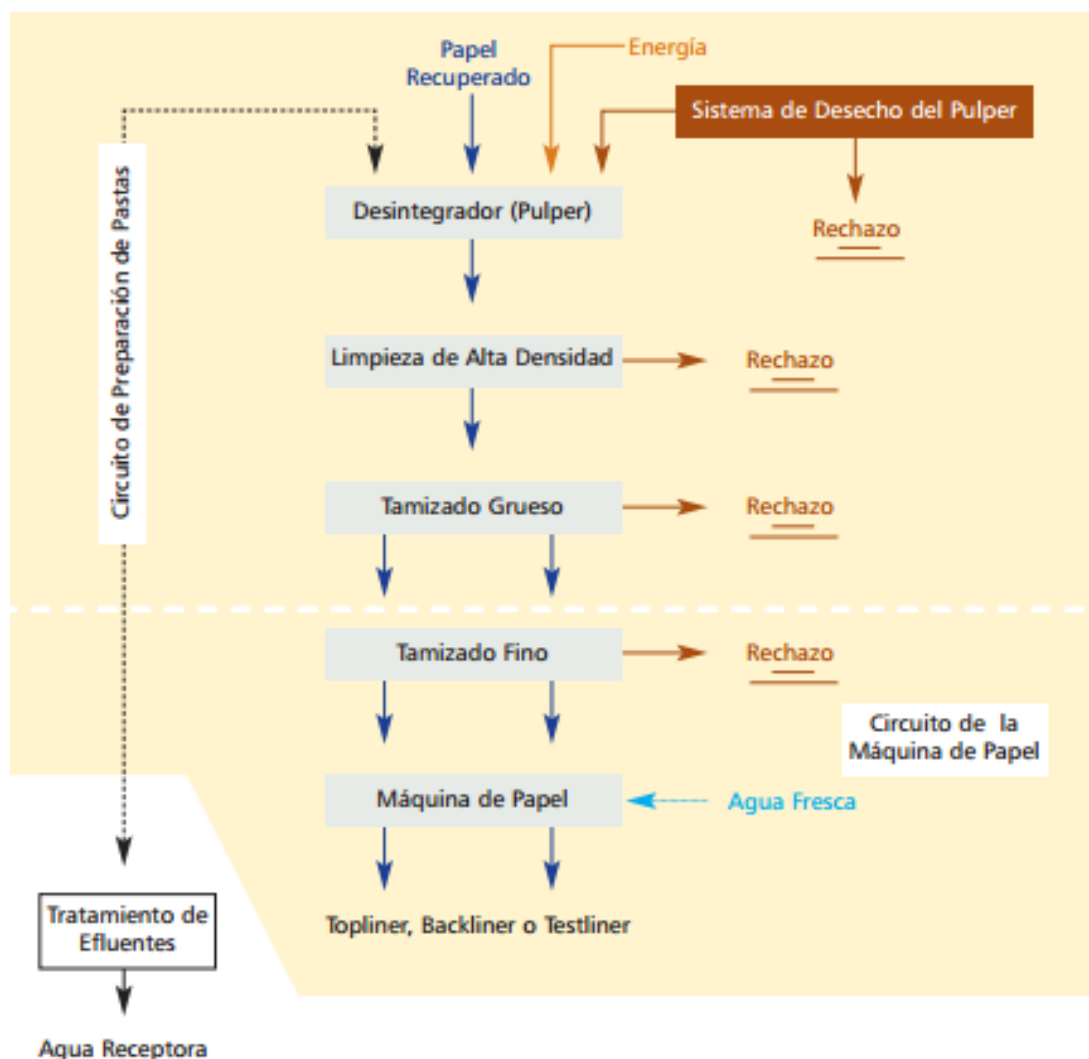 Papel
Recuperado
Energía
Sistema de Desecho del Pulper
Circuito de Preparación de Pastas
Desintegrador (Pulper)
Rechazo
Limpieza de Alta Densidad
Rechazo
Tamizado Grueso
Rechazo
Tamizado Fino
Rechazo
Circuito de la
Máquina de Papel
Máquina de Papel
Agua Fresca
Topliner, Backliner o Testliner
Tratamiento de
Efluentes
Agua Receptora